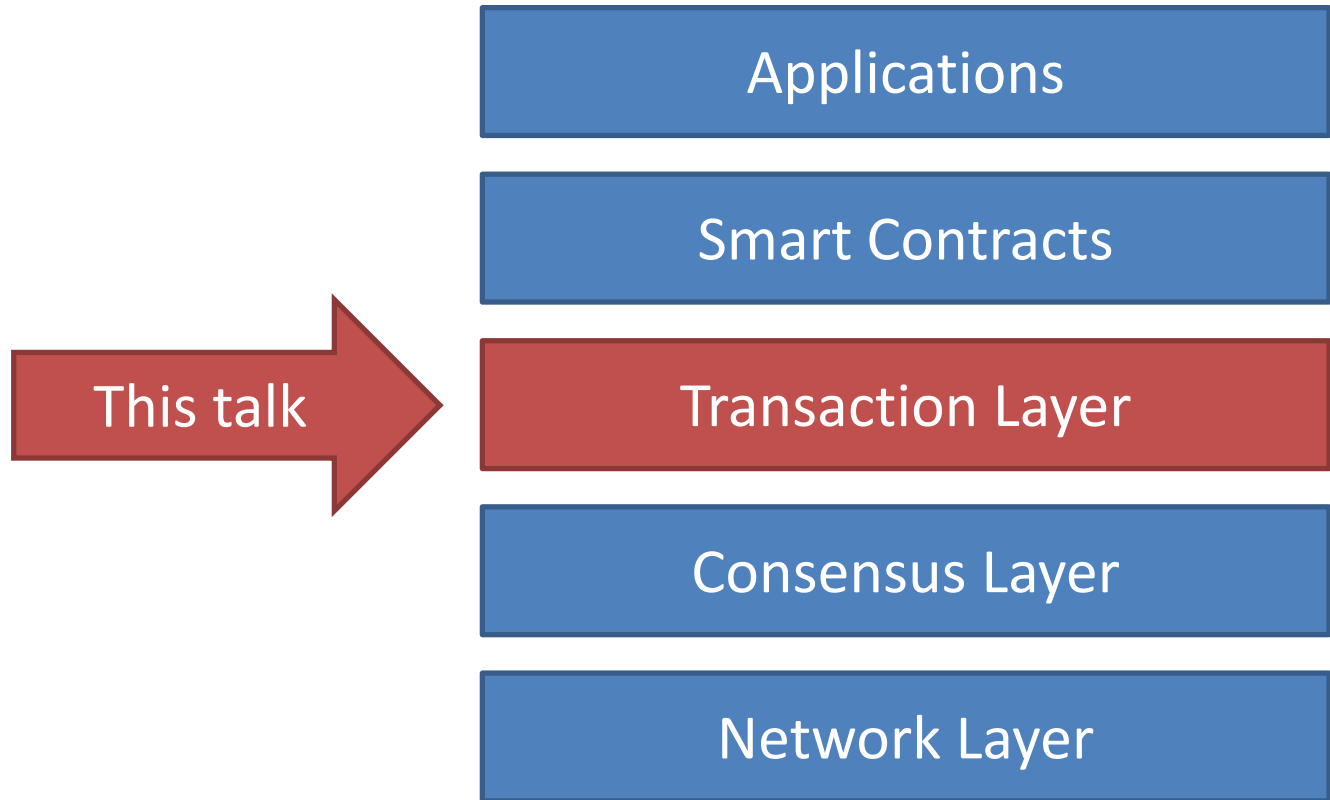 Applications
Smart Contracts
This talk
Transaction Layer
Consensus Layer
Network Layer